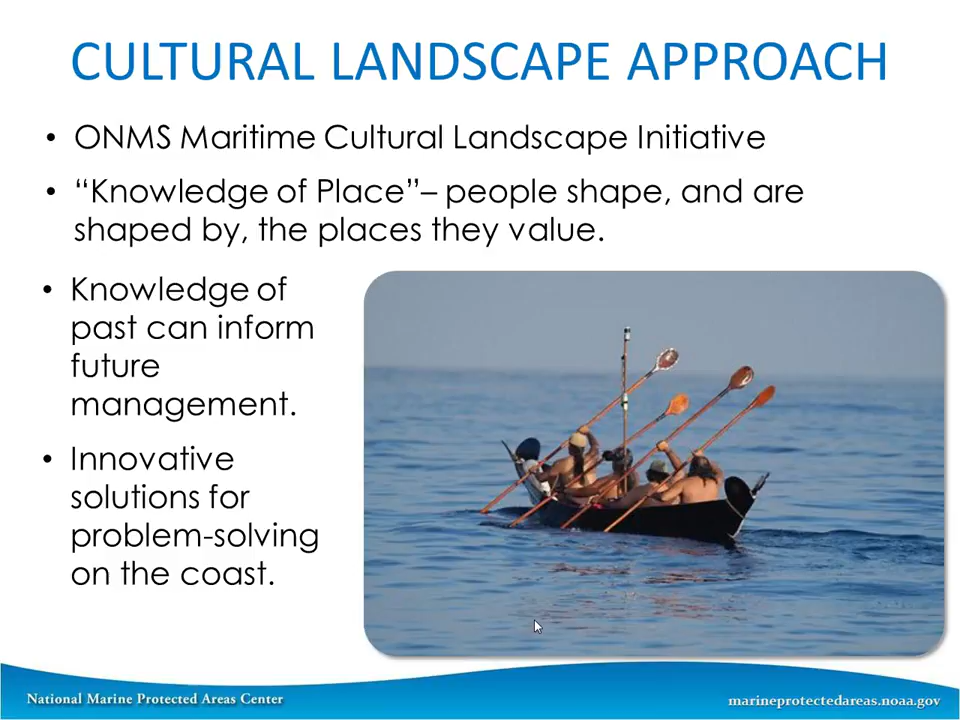 CULTURAL LANDSCAPE APPROACH
• ONMS Maritime Cultural Landscape Initiative
• “Knowledge of Place”– people shape, and are
shaped by, the places they value.
• Knowledge of
past can inform
future
management.
• Innovative
solutions for
problem-solving
on the coast.
National Marine Protected Areas Center
marineprotectedareas.noaa.gov